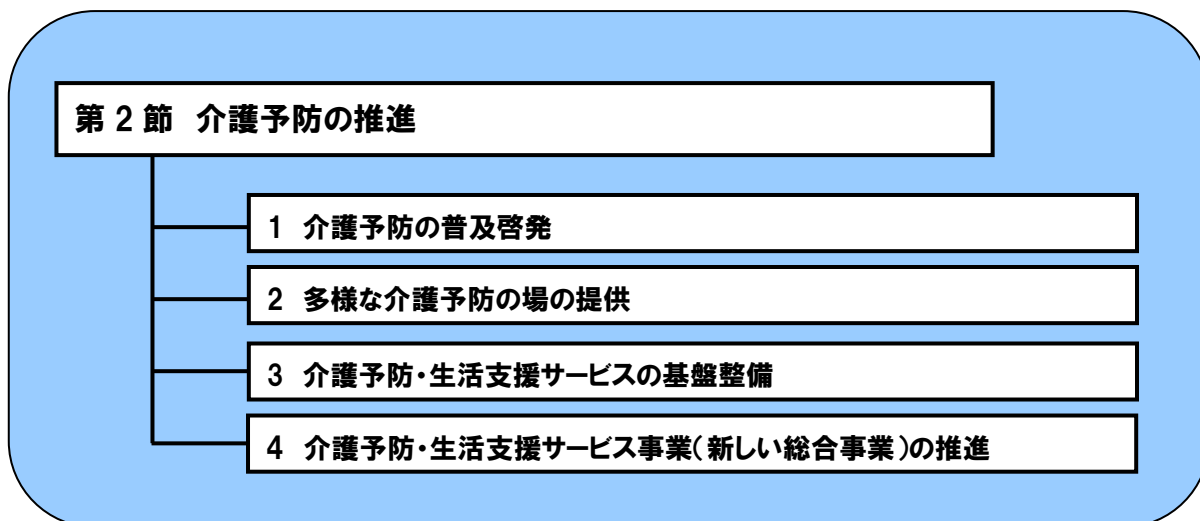 第2節 介護予防の推進
1 介護予防の普及啓発
2 多様な介護予防の場の提供
3 介護予防・生活支援サービスの基盤整備
4 介護予防・生活支援サービス事業(新しい総合事業)の推進